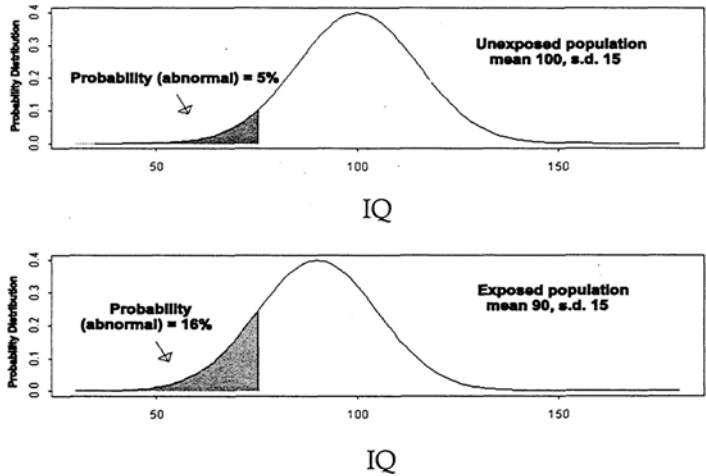 Probability Distribution
0.4
0.3
0.2
0.1
0.0
Probability (abnormal) = 5%
Unexposed population
mean 100, s.d. 15
50
100
150
IQ
Probability Distribution
0.4
0.3
0.2
0.1
0.0
Probability
(abnormal) = 16%
Exposed population
mean 90, s.d. 15
50
100
150
IQ